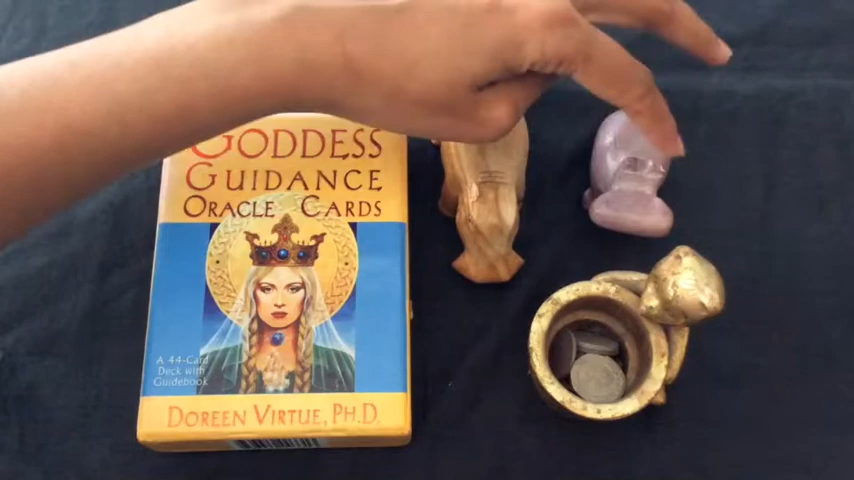 GODDESS
GUIDANCE
ORACLE CARDS
A 44-Card
Deck with
Guidebook
DOREEN VIRTUE, PH.D.